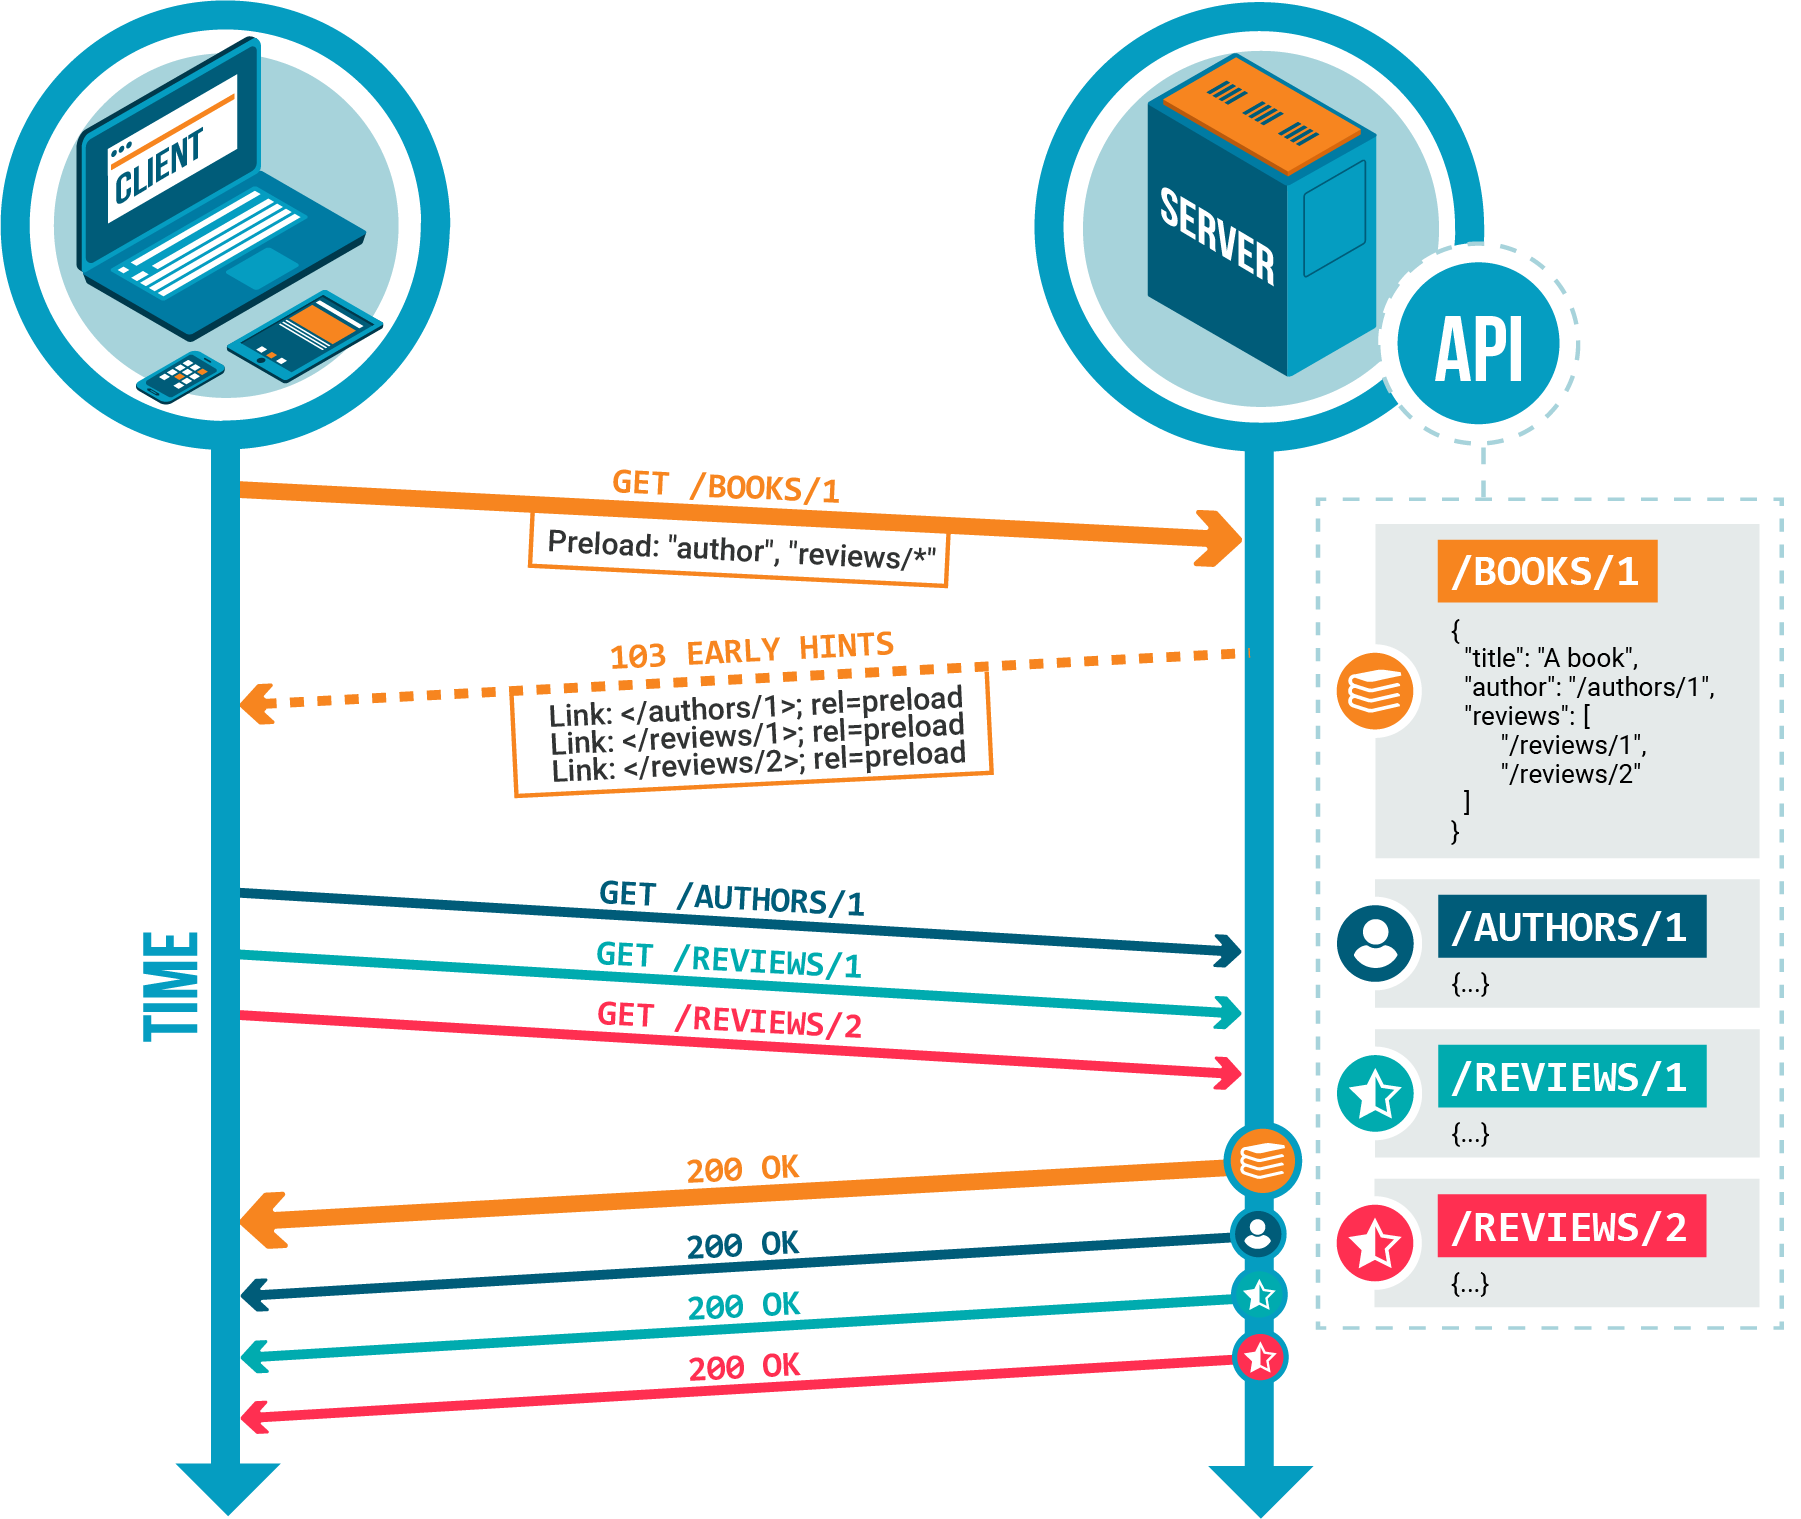 CLIENT
SERVER
API
GET /BOOKS/1
Preload: "author", "reviews/*"
103 EARLY HINTS
Link: </authors/1>; rel=preload
Link: </reviews/1>; rel=preload
Link: </reviews/2>; rel=preload
GET /AUTHORS/1
GET /REVIEWS/1
GET /REVIEWS/2
TIME
200 OK
200 OK
200 OK
200 OK
/BOOKS/1
{
"title": "A book",
"author": "/authors/1",
"reviews": [
"/reviews/1",
"/reviews/2"
]
}
/AUTHORS/1
{...}
/REVIEWS/1
{...}
/REVIEWS/2
{...}